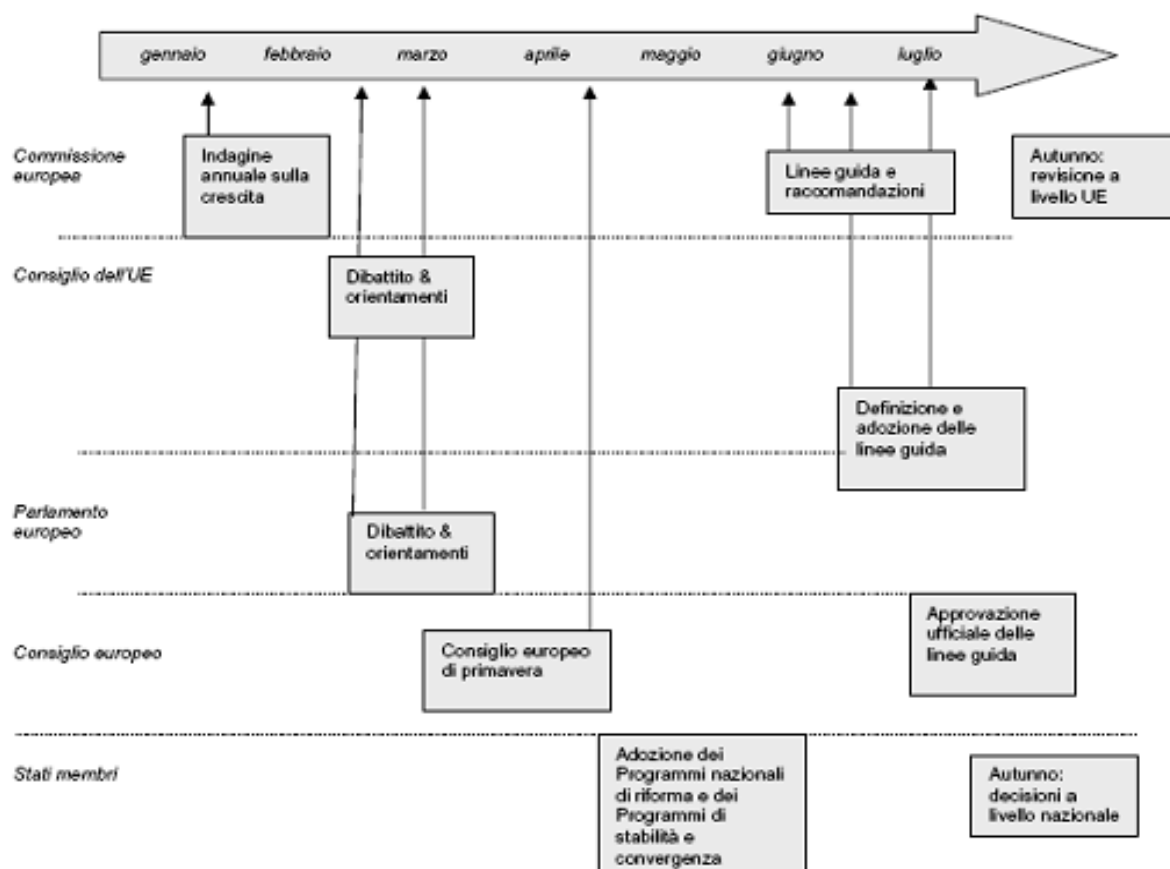 gennaio febbraio marzo aprile maggio giugno luglio
Commissione
europea
Indagine
annuale sulla
crescita
Linee guida e
raccomandazioni
Autunno:
revisione a
livello UE
Consiglio dell'UE
Dibattito &
orientamenti
Definizione e
adozione delle
linee guida
Parlamento
europeo
Dibattito &
orientamenti
Consiglio europeo
Consiglio europeo
di primavera
Approvazione
ufficiale delle
linee guida
Stati membri
Adozione dei
Programmi nazionali
di riforma e dei
Programmi di
stabilità e
convergenza
Autunno:
decisioni a
livello nazionale